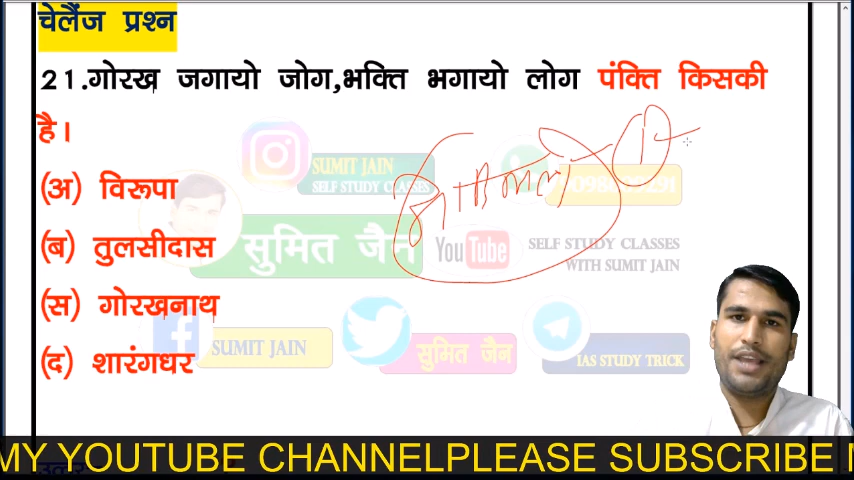 चेलैंज प्रश्न
21.गोरख जगायो जोग,भक्ति भगायो लोग पंक्ति किसकी
है।
(अ) विरूपा
(ब) तुलसीदास
(स) गोरखनाथ
(द) शारंगधर
SUMIT JAIN
SELF STUDY CLASSES
सुमित जैन
YouTube
SELF STUDY CLASSES
WITH SUMIT JAIN
SUMIT JAIN
सुमित जैन
IAS STUDY TRICK
MY YOUTUBE CHANNELPLEASE SUBSCRIBE